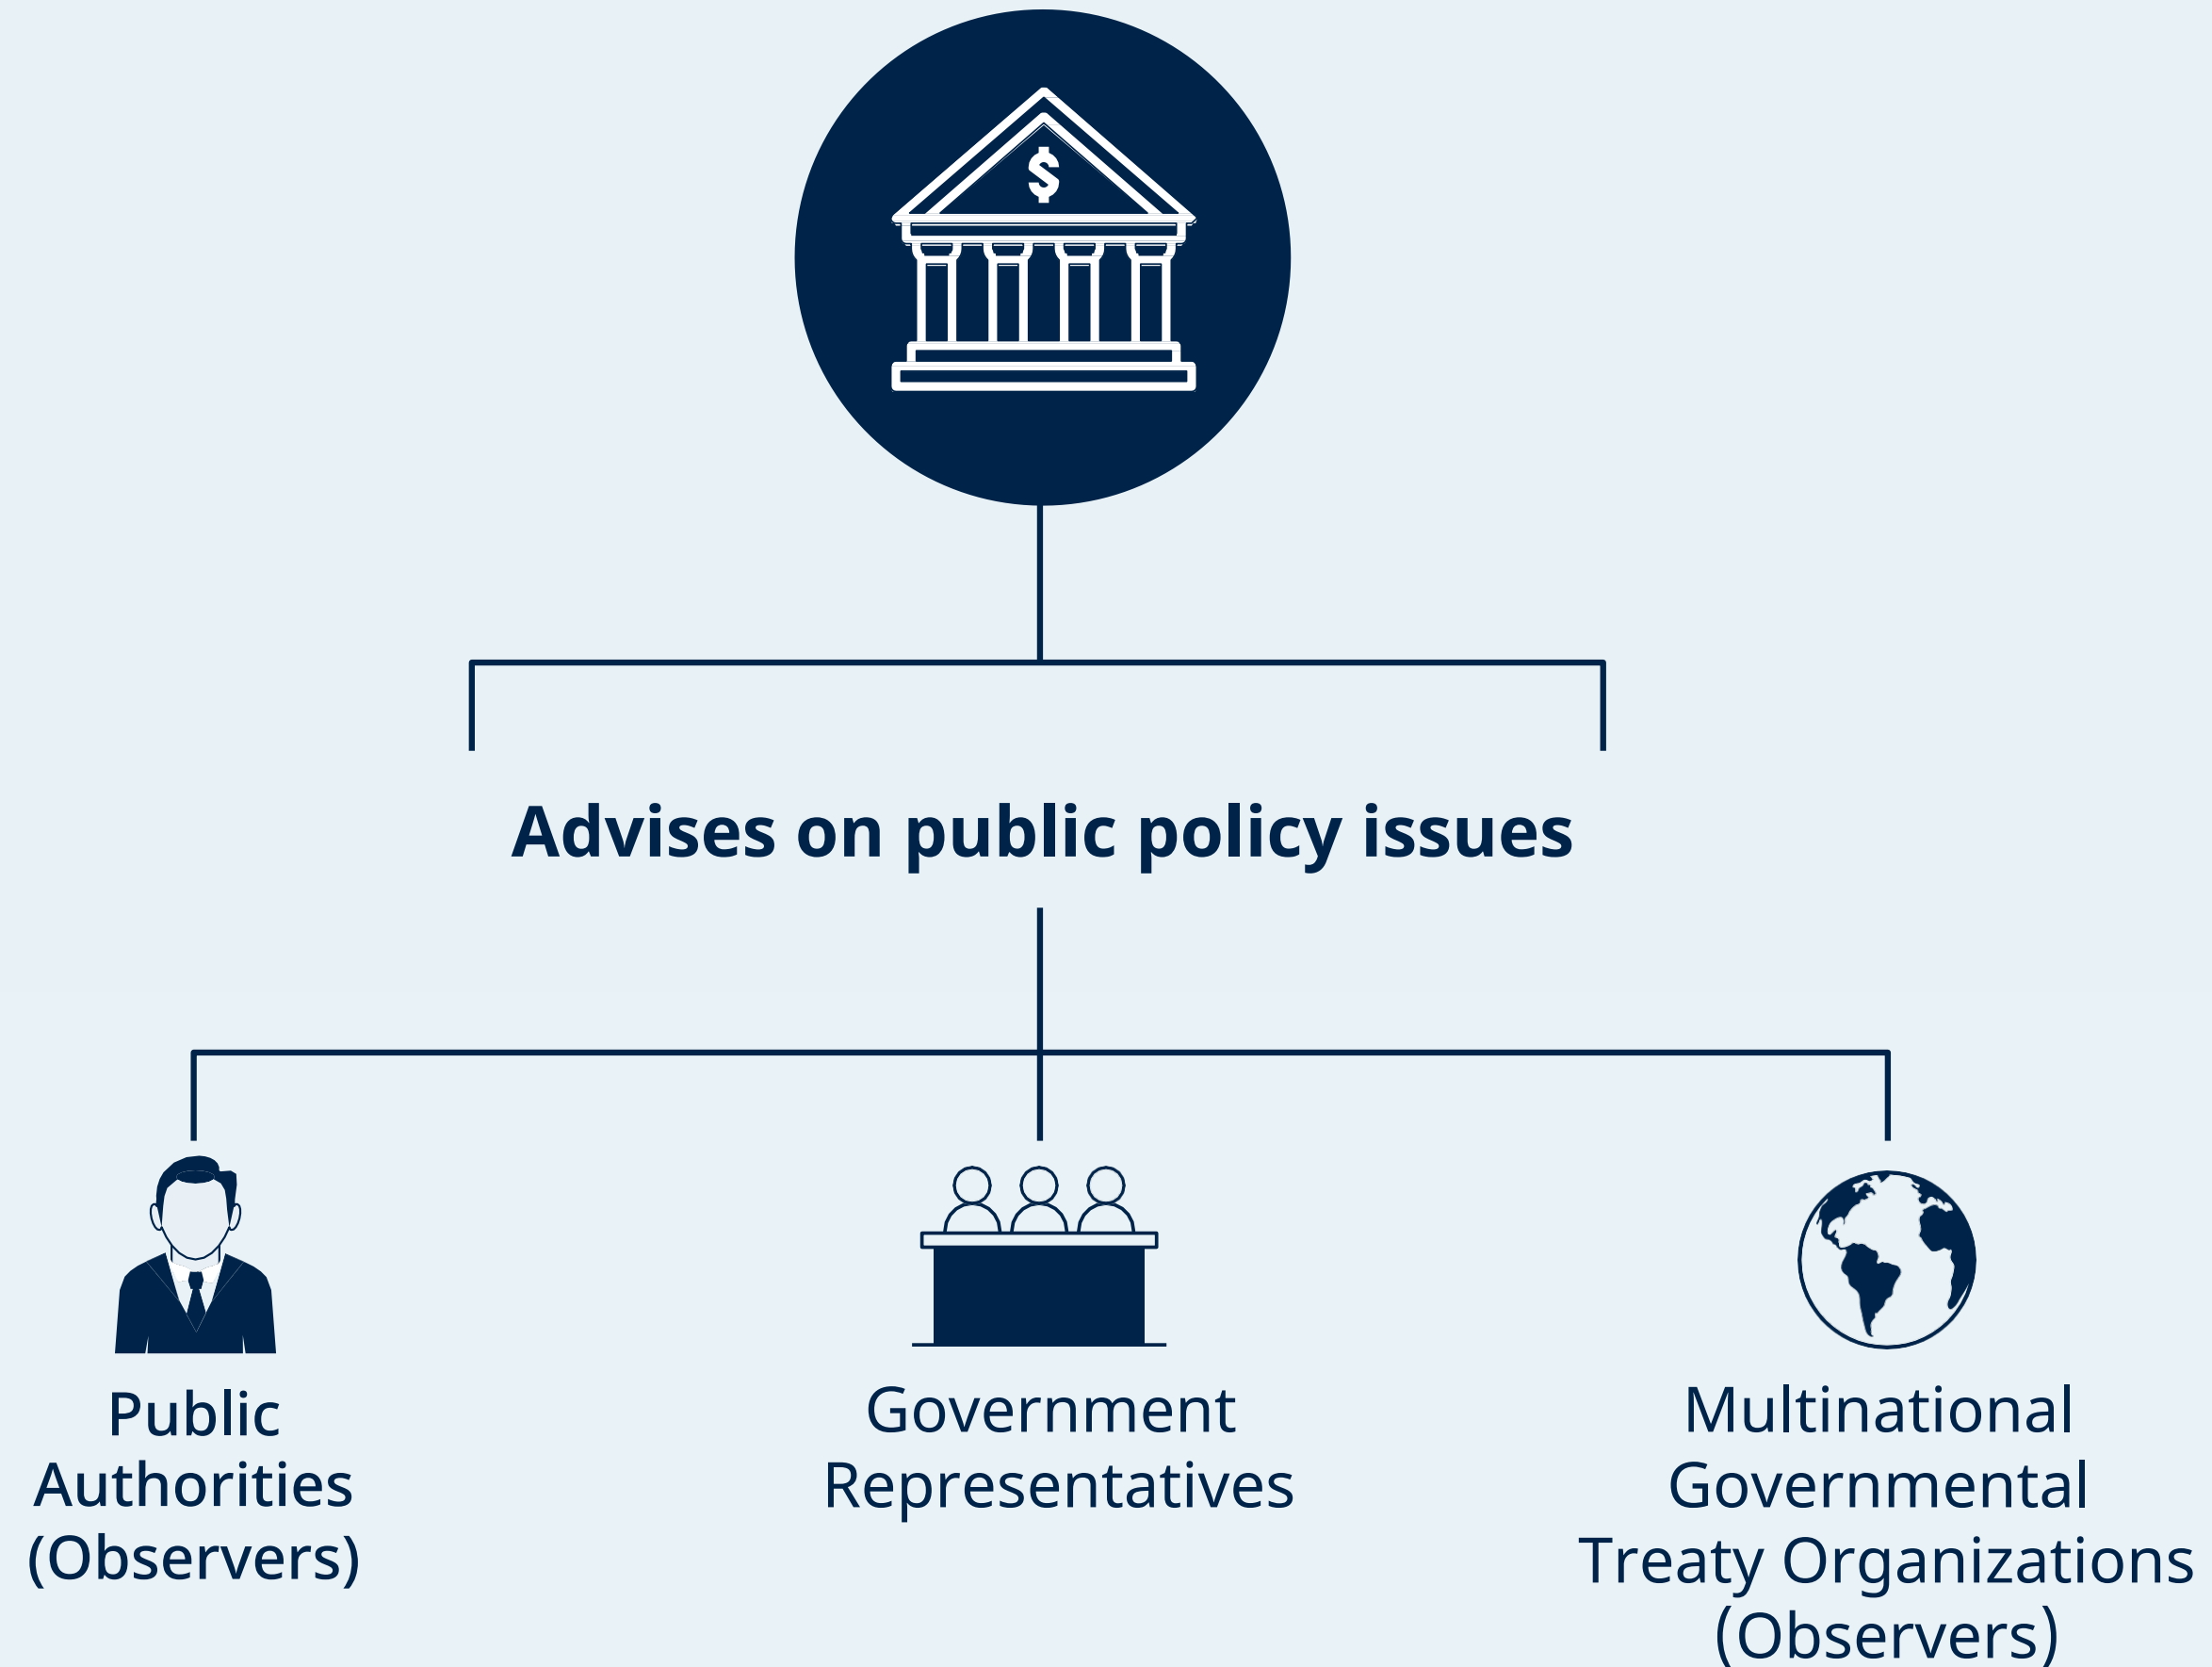 $
Advises on public policy issues
Public
Authorities
(Observers)
Government
Representatives
Multinational
Governmental
Treaty Organizations
(Observers)